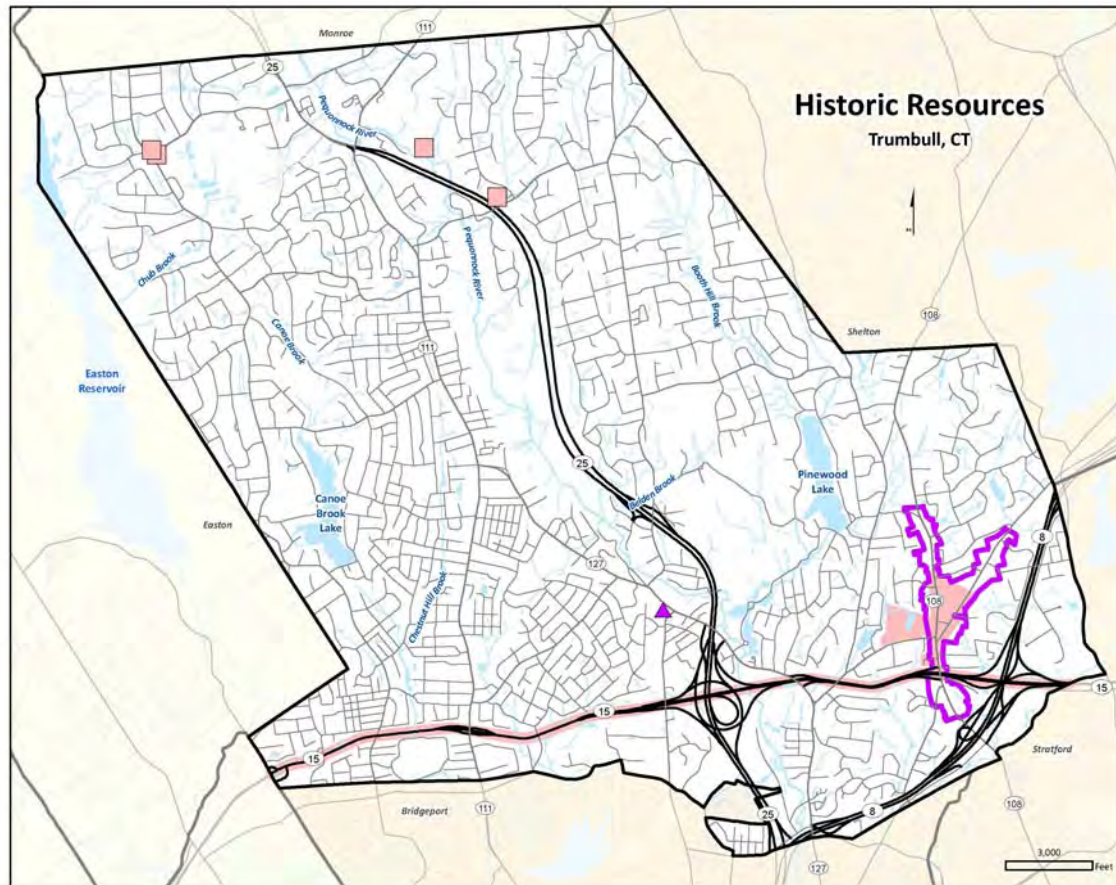 Historic Resources
Trumbull, CT
Monroe
111
25
Pequonnock River
Chub Brook
Pequonnock River
Booth Hill Brook
108
Shelton
Canoe Brook
111
Easton
Reservoir
25
Pinewood
Lake
Belden Brook
Canoe
Brook
Lake
Easton
8
127
Chestnut Hill Brook
108
15
15
15
Stratford
Bridgeport
111
25
8
108
127
3,000
Feet